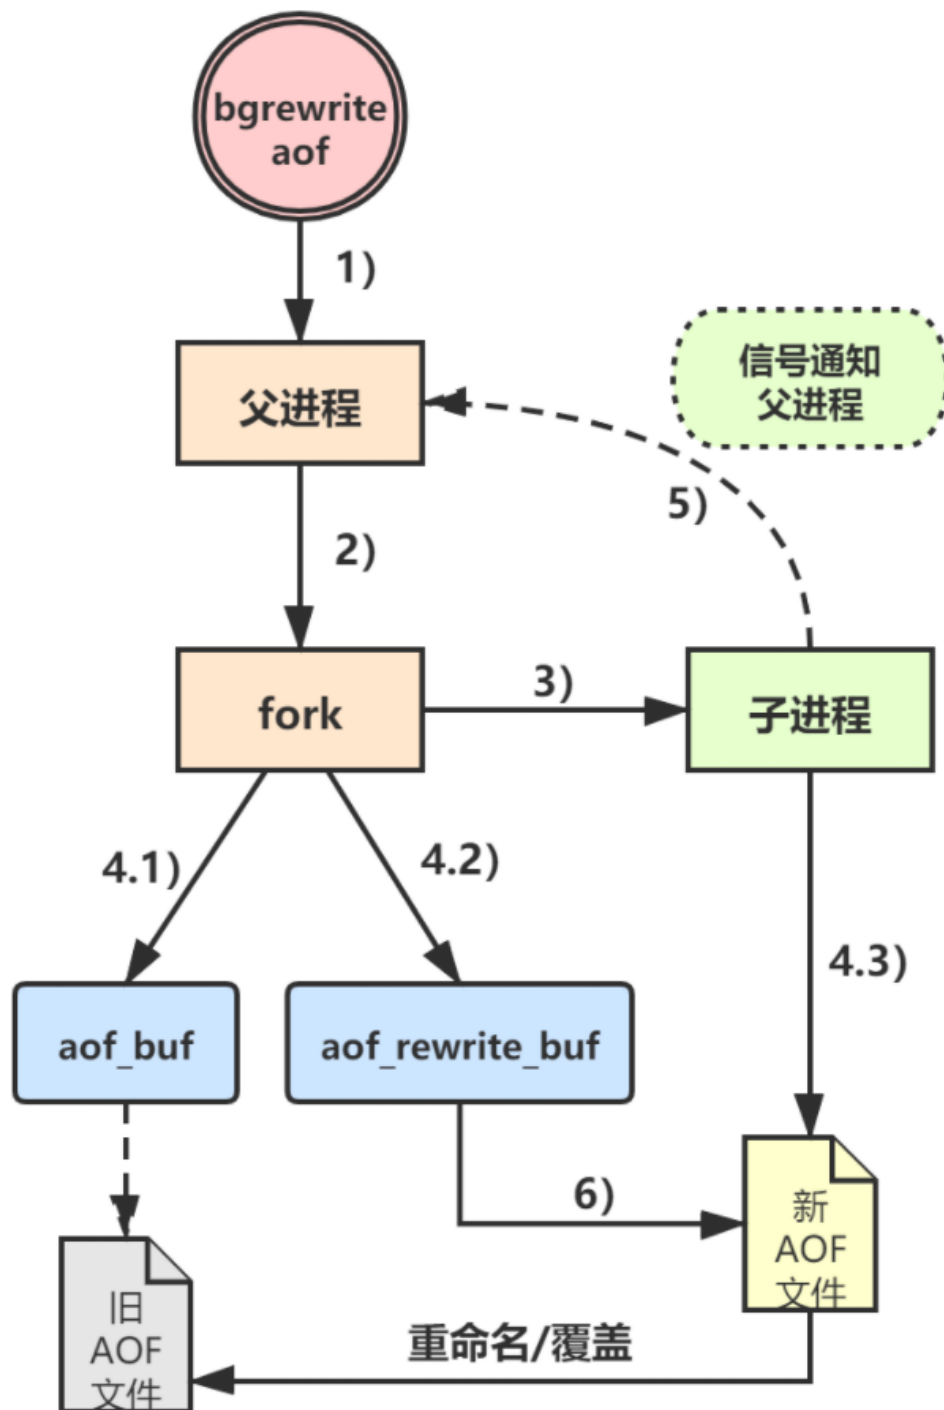 bgrewrite
aof
1)
父进程
信号通知
父进程
5)
2)
fork
3)
子进程
4.1)
4.2)
4.3)
aof_buf
aof_rewrite_buf
6)
新
AOF
文件
旧
AOF
文件
重命名/覆盖